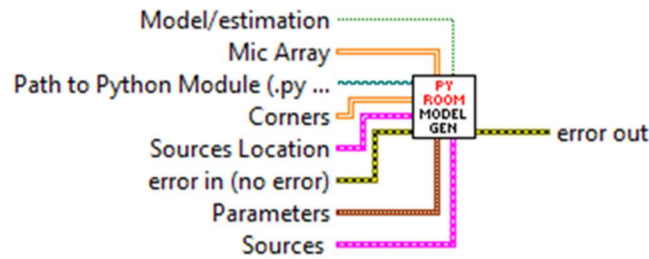 Model/estimation
Mic Array
Path to Python Module (.py ...
Corners
Sources Location
error in (no error)
Parameters
Sources
PY
ROOM
MODEL
GEN
error out